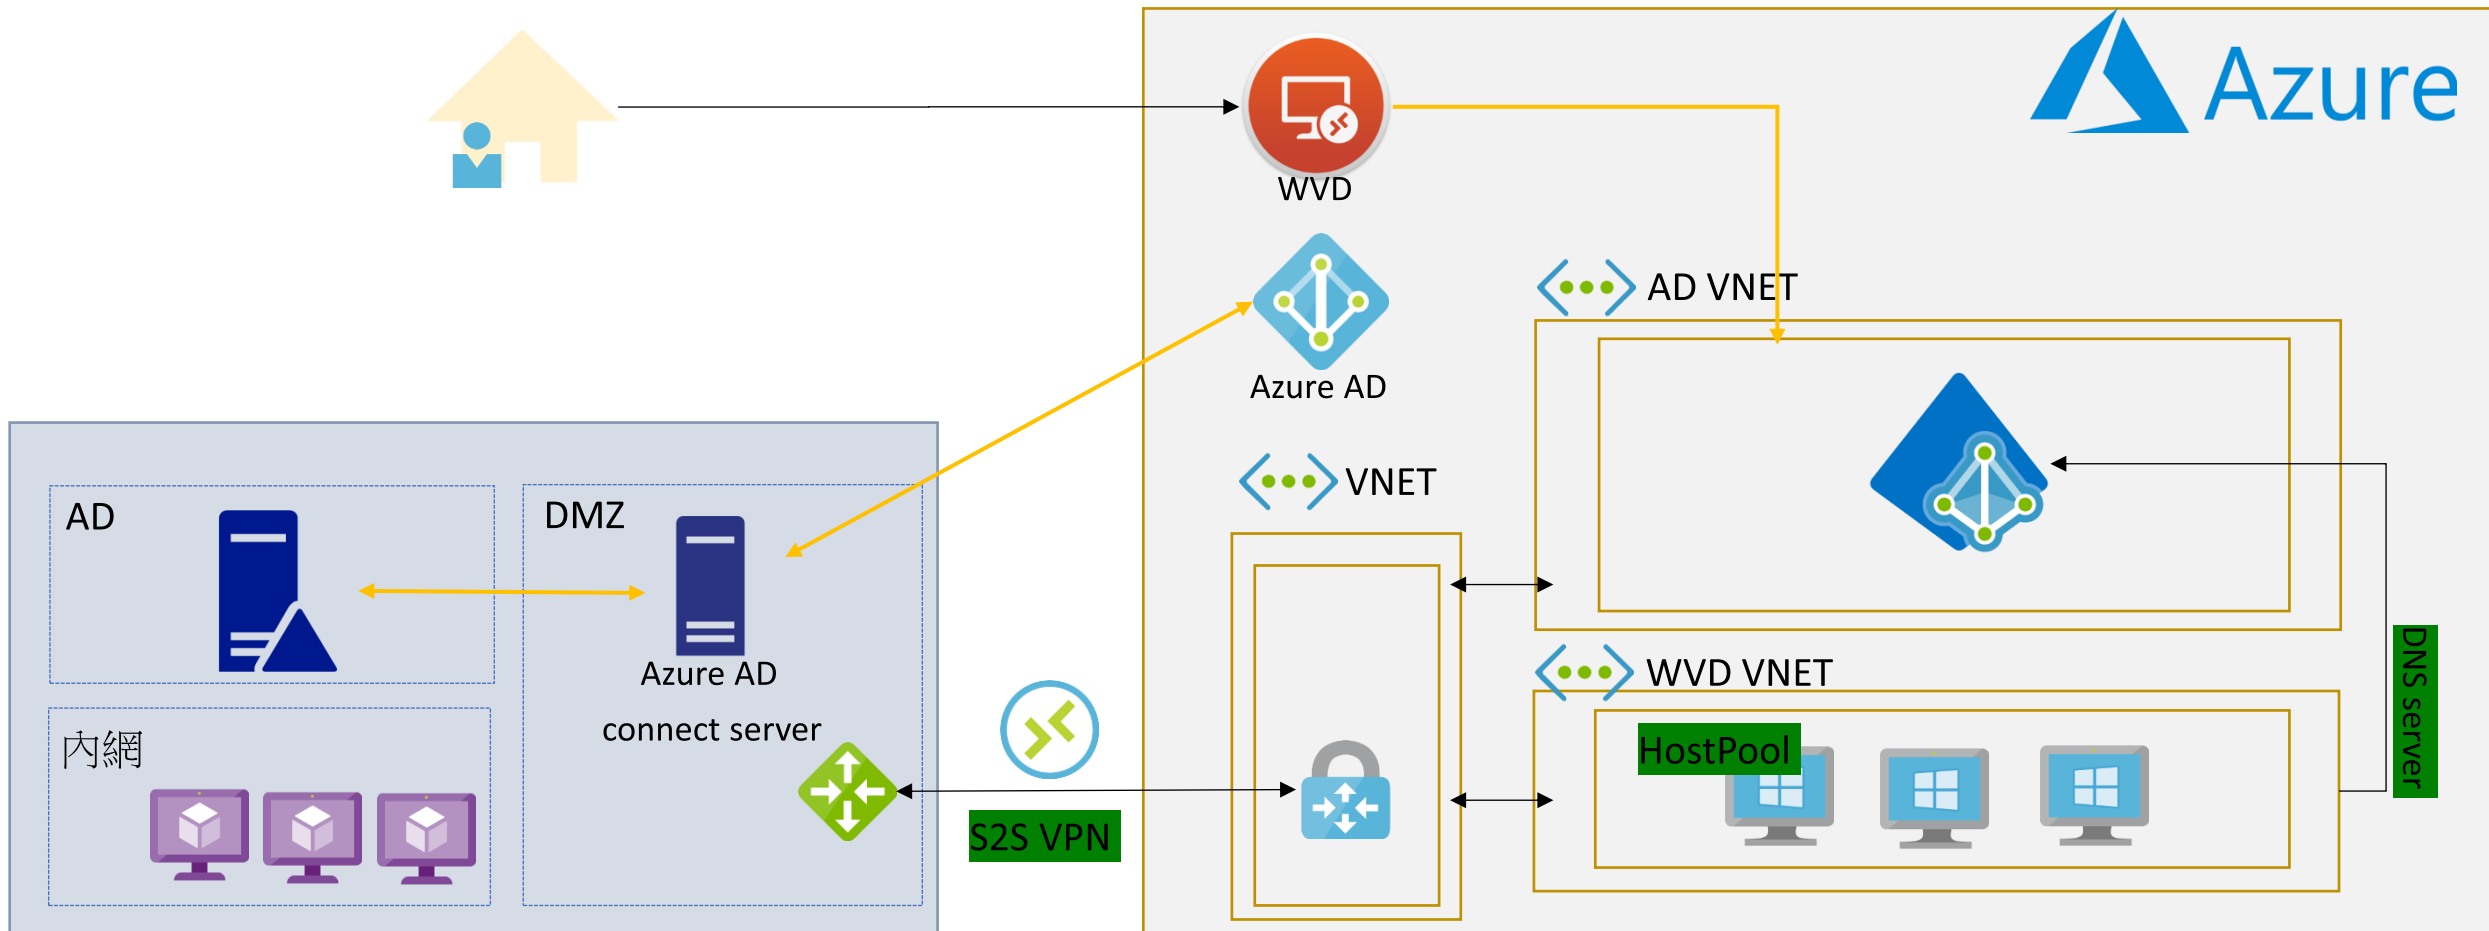 Azure
WVD
AD VNET
Azure AD
VNET
AD
DMZ
Azure AD
connect server
內網
S2S VPN
WVD VNET
HostPool
DNS server